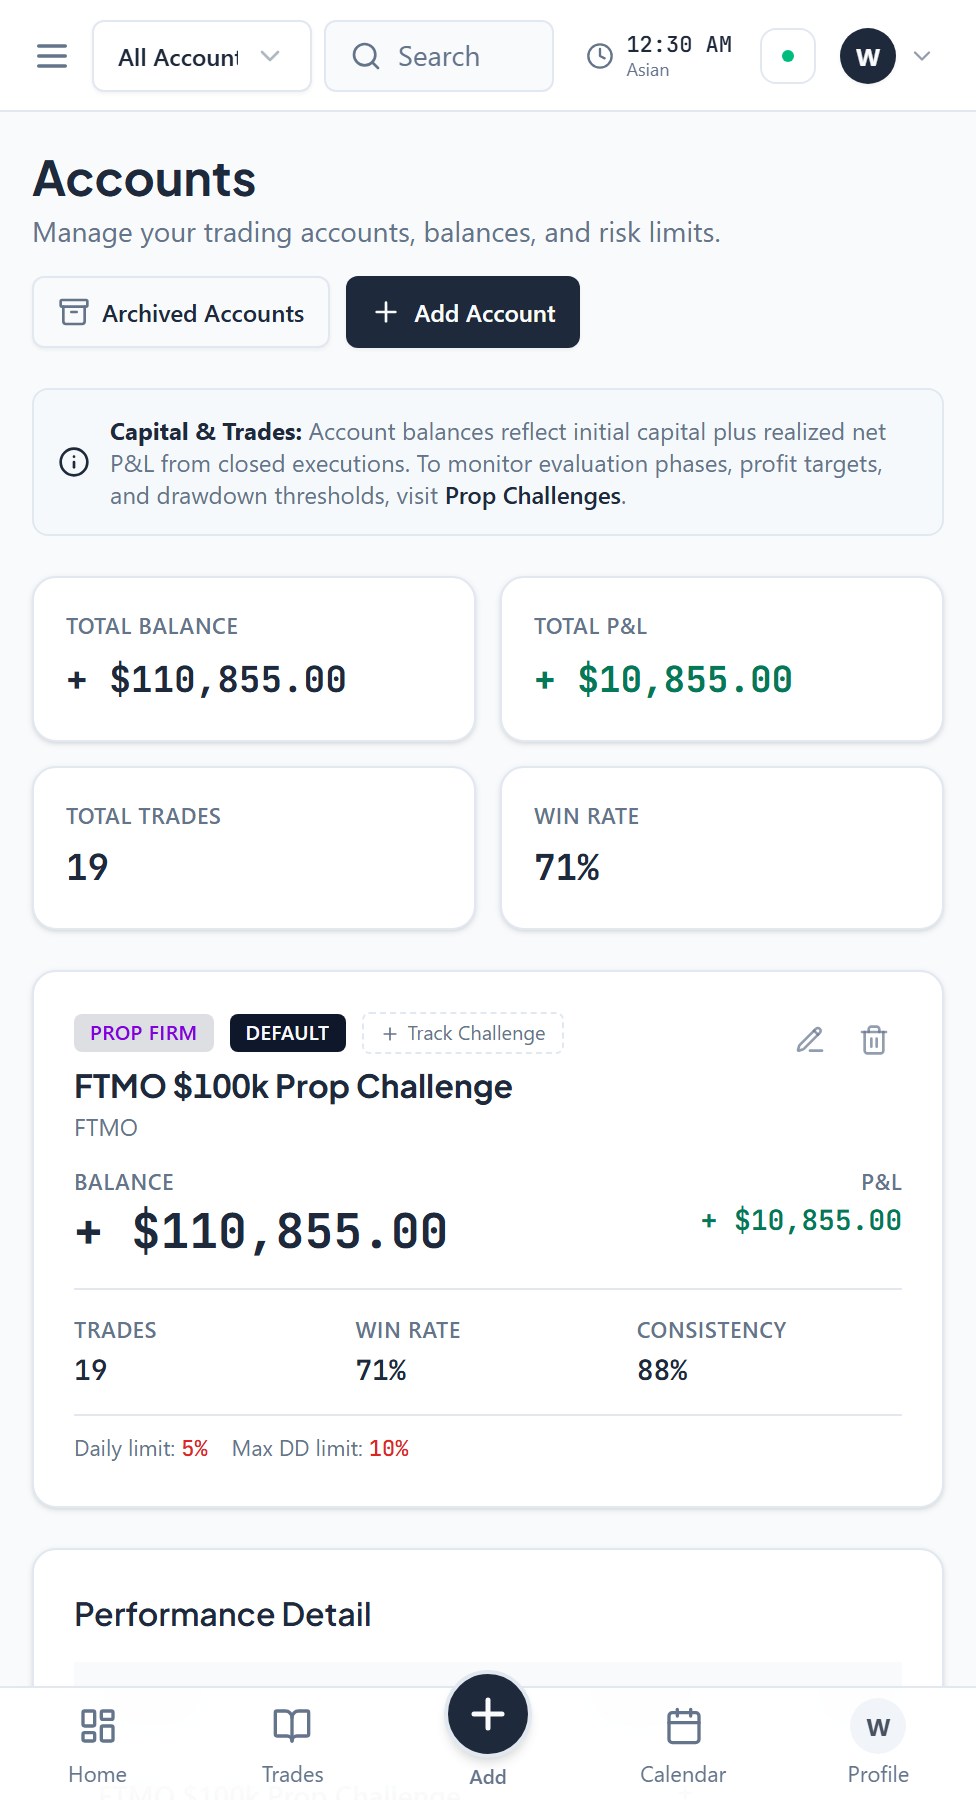 All Account
Search
12:30 AM
Asian
W
Accounts
Manage your trading accounts, balances, and risk limits.
Archived Accounts
+ Add Account
Capital & Trades: Account balances reflect initial capital plus realized net
P&L from closed executions. To monitor evaluation phases, profit targets,
and drawdown thresholds, visit Prop Challenges.
TOTAL BALANCE
+ $110,855.00
TOTAL P&L
+ $10,855.00
TOTAL TRADES
19
WIN RATE
71%
PROP FIRM
DEFAULT
+ Track Challenge
FTMO $100k Prop Challenge
FTMO
BALANCE
+ $110,855.00
P&L
+ $10,855.00
TRADES
19
WIN RATE
71%
CONSISTENCY
88%
Daily limit: 5% Max DD limit: 10%
Performance Detail
FTMO $100k Prop Challenge
Home
Trades
Add
Calendar
W
Profile